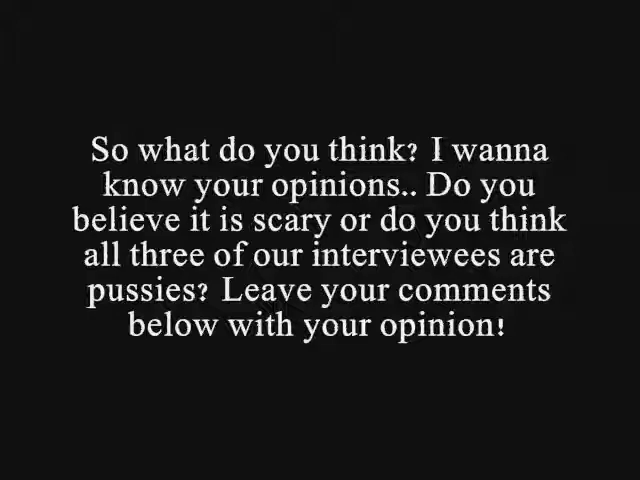 So what do you think? I wanna
know your opinions.. Do you
believe it is scary or do you think
all three of our interviewees are
pussies? Leave your comments
below with your opinion!